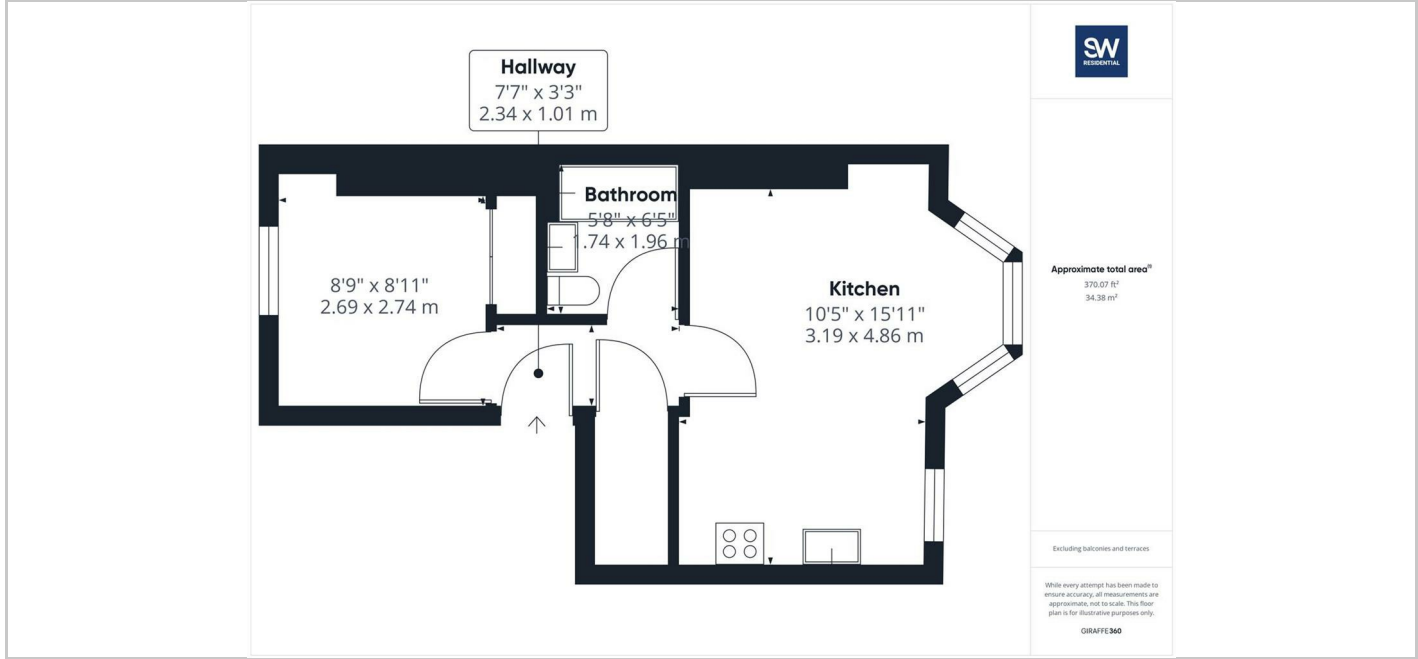 Hallway
7'7" x 3'3"
2.34 x 1.01 m
Bathroom
5'8" x 6'5"
1.74 x 1.96 m
8'9" x 8'11"
2.69 x 2.74 m
Kitchen
10'5" x 15'11"
3.19 x 4.86 m
SW
RESIDENTIAL
Approximate total area⁽¹⁾
370.07 ft²
34.38 m²
Excluding balconies and terraces
While every attempt has been made to
ensure accuracy, all measurements are
approximate, not to scale. This floor
plan is for illustrative purposes only.
GIRAFFE360